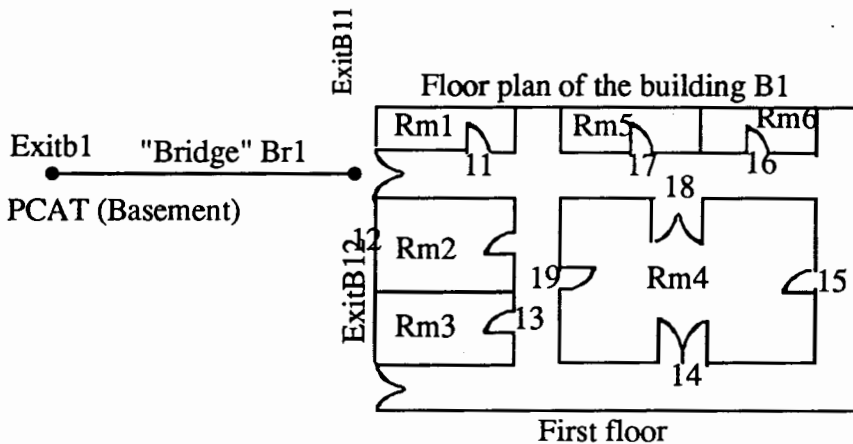 ExitB11
Floor plan of the building B1
Rm1
Rm5
Rm6
Exitb1
"Bridge" Br1
11
17
16
18
PCAT (Basement)
12
Rm2
19
Rm4
15
ExitB12
Rm3
13
14
First floor